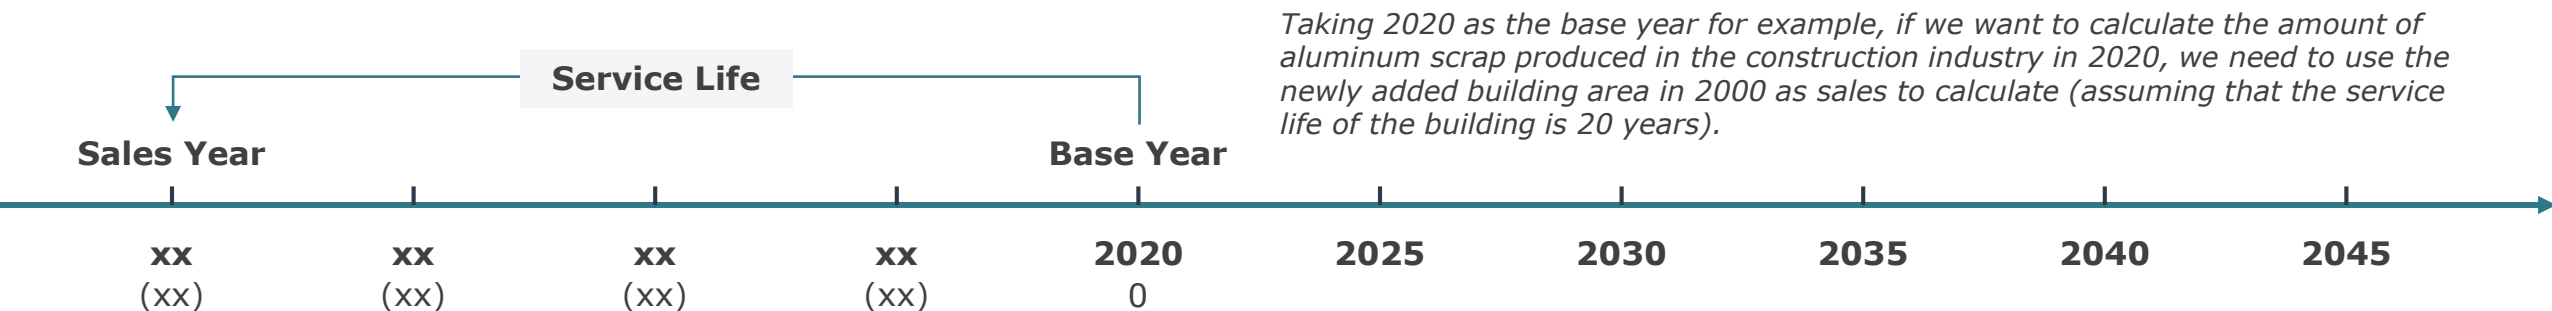 Taking 2020 as the base year for example, if we want to calculate the amount of
aluminum scrap produced in the construction industry in 2020, we need to use the
newly added building area in 2000 as sales to calculate (assuming that the service
life of the building is 20 years).
Service Life
Sales Year
Base Year
xx xx xx xx 2020 2025 2030 2035 2040 2045
(xx) (xx) (xx) (xx) 0